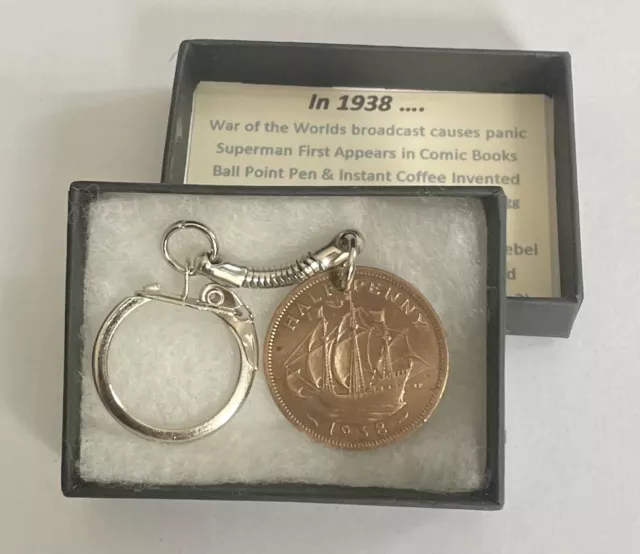 In 1938 ....
War of the Worlds broadcast causes panic
Superman First Appears in Comic Books
Ball Point Pen & Instant Coffee Invented
HALF PENNY
1938